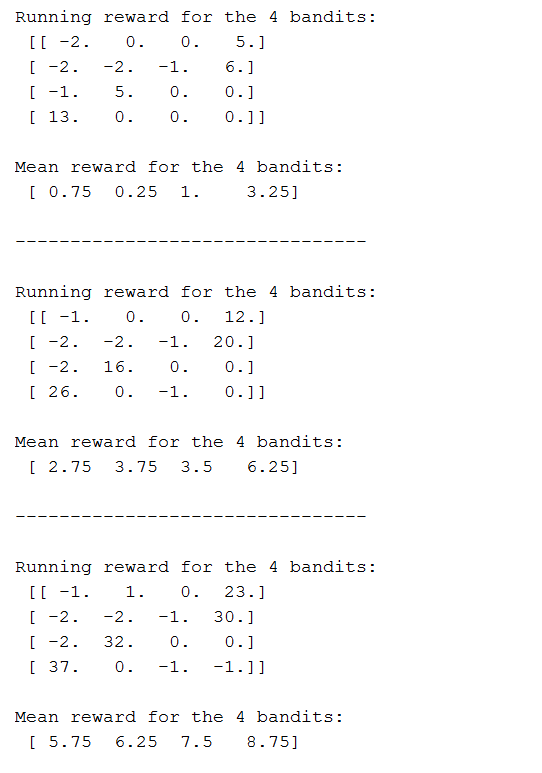 Running reward for the 4 bandits:
[[ -2.   0.   0.   5.]
[ -2.  -2.  -1.   6.]
[ -1.   5.   0.   0.]
[ 13.   0.   0.   0.]]
Mean reward for the 4 bandits:
[ 0.75  0.25  1.    3.25]
--------------------------------
Running reward for the 4 bandits:
[[ -1.   0.   0.  12.]
[ -2.  -2.  -1.  20.]
[ -2.  16.   0.   0.]
[ 26.   0.  -1.   0.]]
Mean reward for the 4 bandits:
[ 2.75  3.75  3.5   6.25]
--------------------------------
Running reward for the 4 bandits:
[[ -1.   1.   0.  23.]
[ -2.  -2.  -1.  30.]
[ -2.  32.   0.   0.]
[ 37.   0.  -1.  -1.]]
Mean reward for the 4 bandits:
[ 5.75  6.25  7.5   8.75]